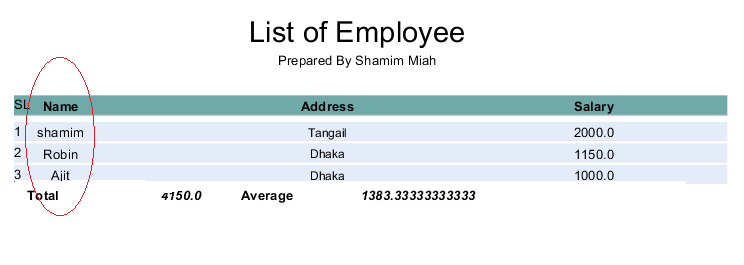 List of Employee
Prepared By Shamim Miah
SL Name Address Salary
1 shamim Tangail 2000.0
2 Robin Dhaka 1150.0
3 Ajit Dhaka 1000.0
Total 4150.0 Average 1383.33333333333